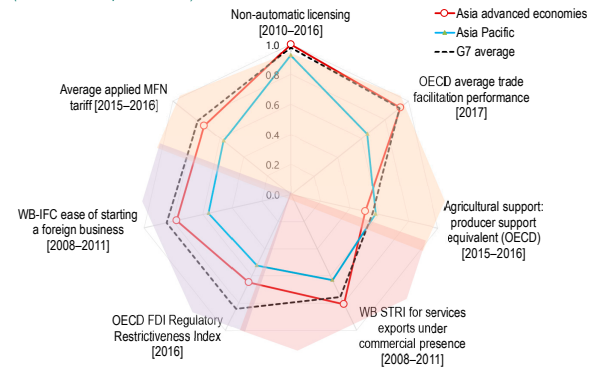 Non-automatic licensing
[2010–2016]
Asia advanced economies
Asia Pacific
G7 average
1.0
0.8
0.6
0.4
0.2
0.0
OECD average trade
facilitation performance
[2017]
Average applied MFN
tariff [2015–2016]
Agricultural support:
producer support
equivalent (OECD)
[2015–2016]
WB-IFC ease of starting
a foreign business
[2008–2011]
WB STRI for services
exports under
commercial presence
[2008–2011]
OECD FDI Regulatory
Restrictiveness Index
[2016]